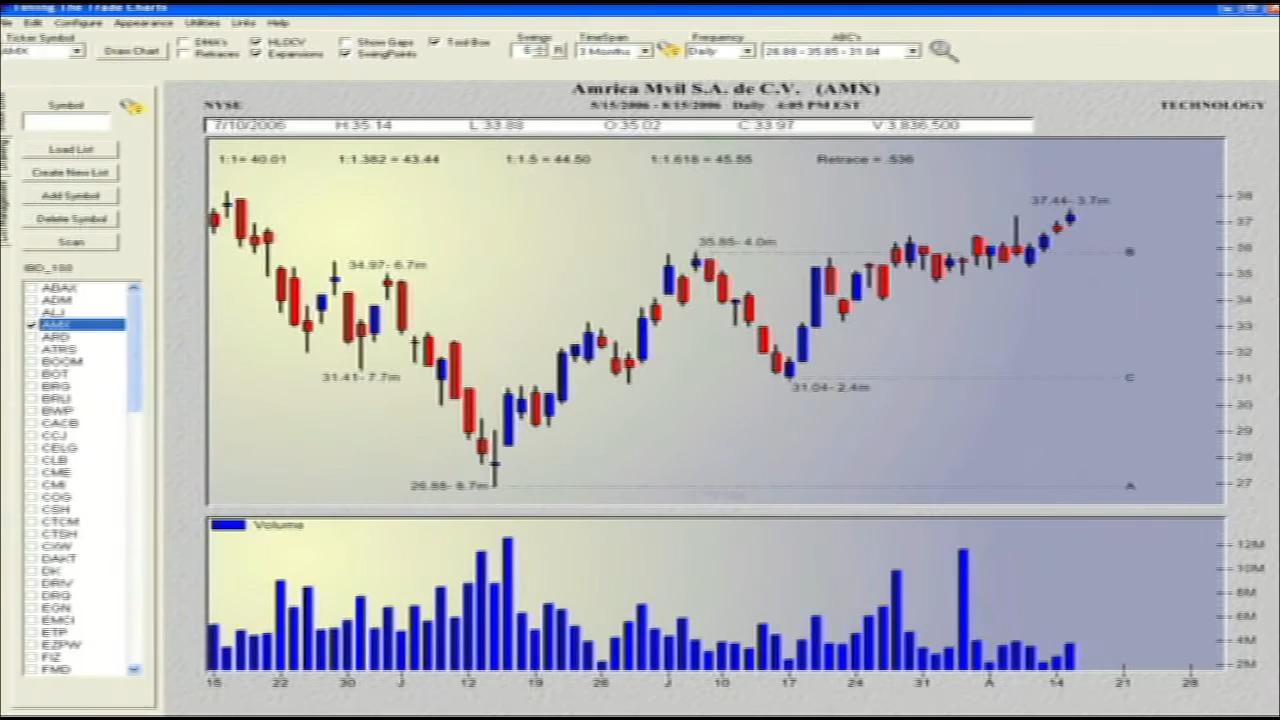 Timing The Trade Charts
Edit Configure Appearance Utilities Links Help
Ticker Symbol
AMX
Draw Chart
DMA's
Retraces
HLOCV
Expansions
Show Gaps
SwingPoints
Tool Box
Swings
R
TimeSpan
3 Months
Frequency
Daily
ABC's
26.88 - 35.85 - 31.04
Symbol
Load List
Create New List
Add Symbol
Delete Symbol
Scan
IBD_100
ABAX
ADM
ALJ
AMX
ARD
ATRS
BOOM
BOT
BRG
BRLI
BWP
CACB
CCJ
CELG
CLB
CME
CMI
COG
CSH
CTCM
CTSH
CXW
DAKT
DK
DRIV
DRQ
EGN
EMCI
ETP
EZPW
FIZ
FMD
Amrica Mvil S.A. de C.V. (AMX)
NYSE
5/15/2006 - 8/15/2006 Daily 4:05 PM EST
TECHNOLOGY
7/10/2006 H:35.14 L:33.88 O:35.02 C:33.97 V:3,836,500
1:1= 40.01 1:1.382 = 43.44 1:1.5 = 44.50 1:1.618 = 45.55 Retrace = .536
37.44- 3.7m
35.85- 4.0m
34.97- 6.7m
31.41- 7.7m
31.04- 2.4m
26.88- 8.7m
B
C
A
38
37
36
35
34
33
32
31
30
29
28
27
Volume
12M
10M
8M
6M
4M
2M
15 22 30 J 12 19 26 J 10 17 24 31 A 14 21 28